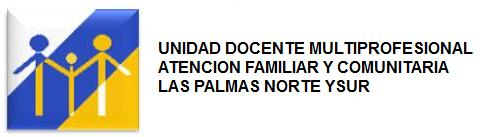 UNIDAD DOCENTE MULTIPROFESIONAL
ATENCION FAMILIAR Y COMUNITARIA
LAS PALMAS NORTE YSUR